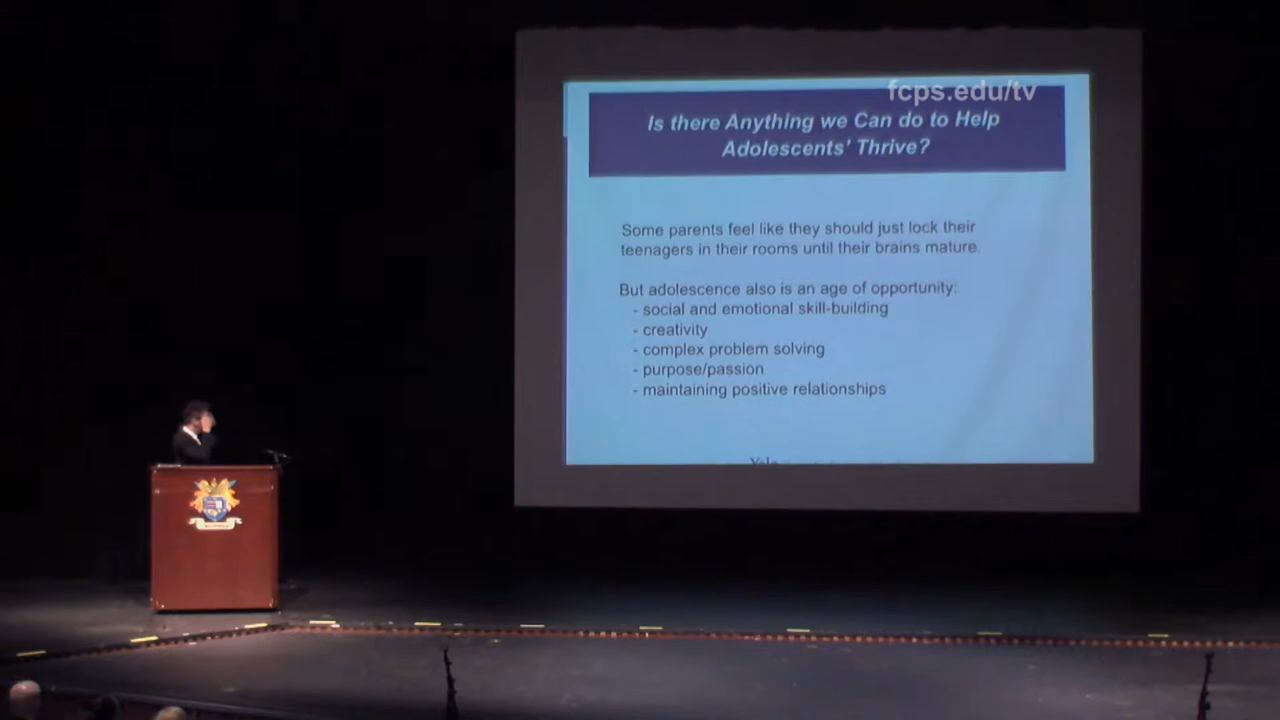 fcps.edu/tv
Is there Anything we Can do to Help
Adolescents' Thrive?
Some parents feel like they should just lock their
teenagers in their rooms until their brains mature.
But adolescence also is an age of opportunity:
- social and emotional skill-building
- creativity
- complex problem solving
- purpose/passion
- maintaining positive relationships
Yale